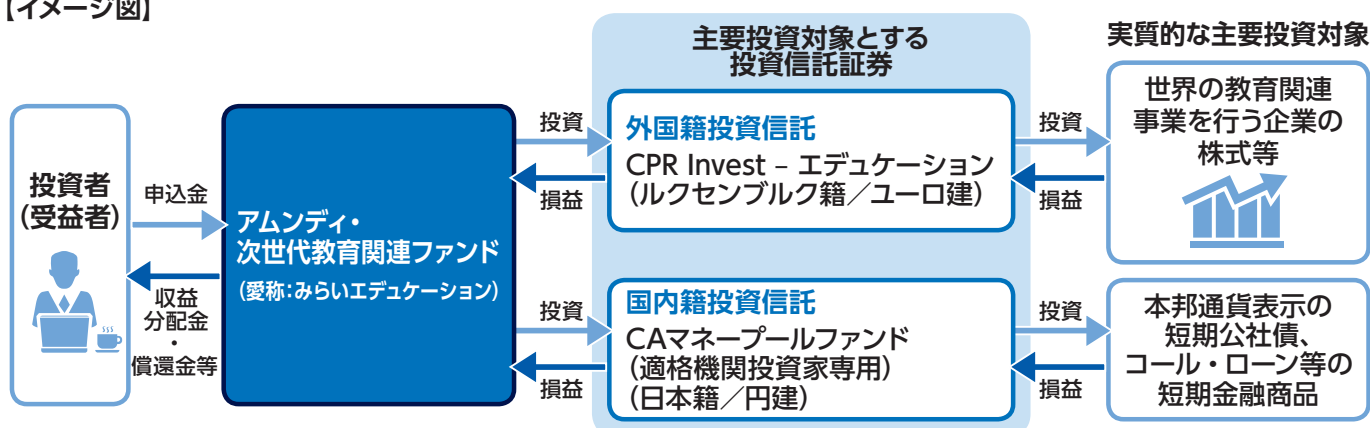 【イメージ図】
主要投資対象とする
投資信託証券
実質的な主要投資対象
投資者
(受益者)
申込金
収益
分配金
・
償還金等
アムンディ・
次世代教育関連ファンド
(愛称:みらいエデュケーション)
投資
損益
外国籍投資信託
CPR Invest – エデュケーション
(ルクセンブルク籍／ユーロ建)
投資
損益
世界の教育関連
事業を行う企業の
株式等
投資
損益
国内籍投資信託
CAマネープールファンド
(適格機関投資家専用)
(日本籍／円建)
投資
損益
本邦通貨表示の
短期公社債、
コール・ローン等の
短期金融商品